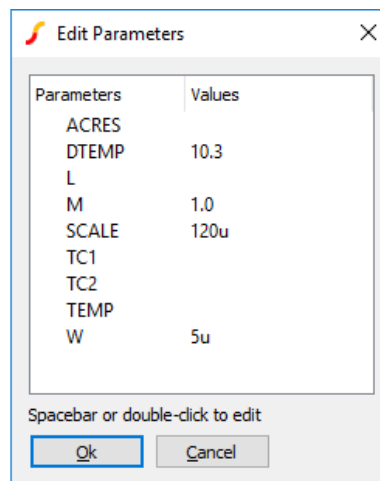 Edit Parameters
Parameters Values
ACRES
DTEMP 10.3
L
M 1.0
SCALE 120u
TC1
TC2
TEMP
W 5u
Spacebar or double-click to edit
Ok Cancel